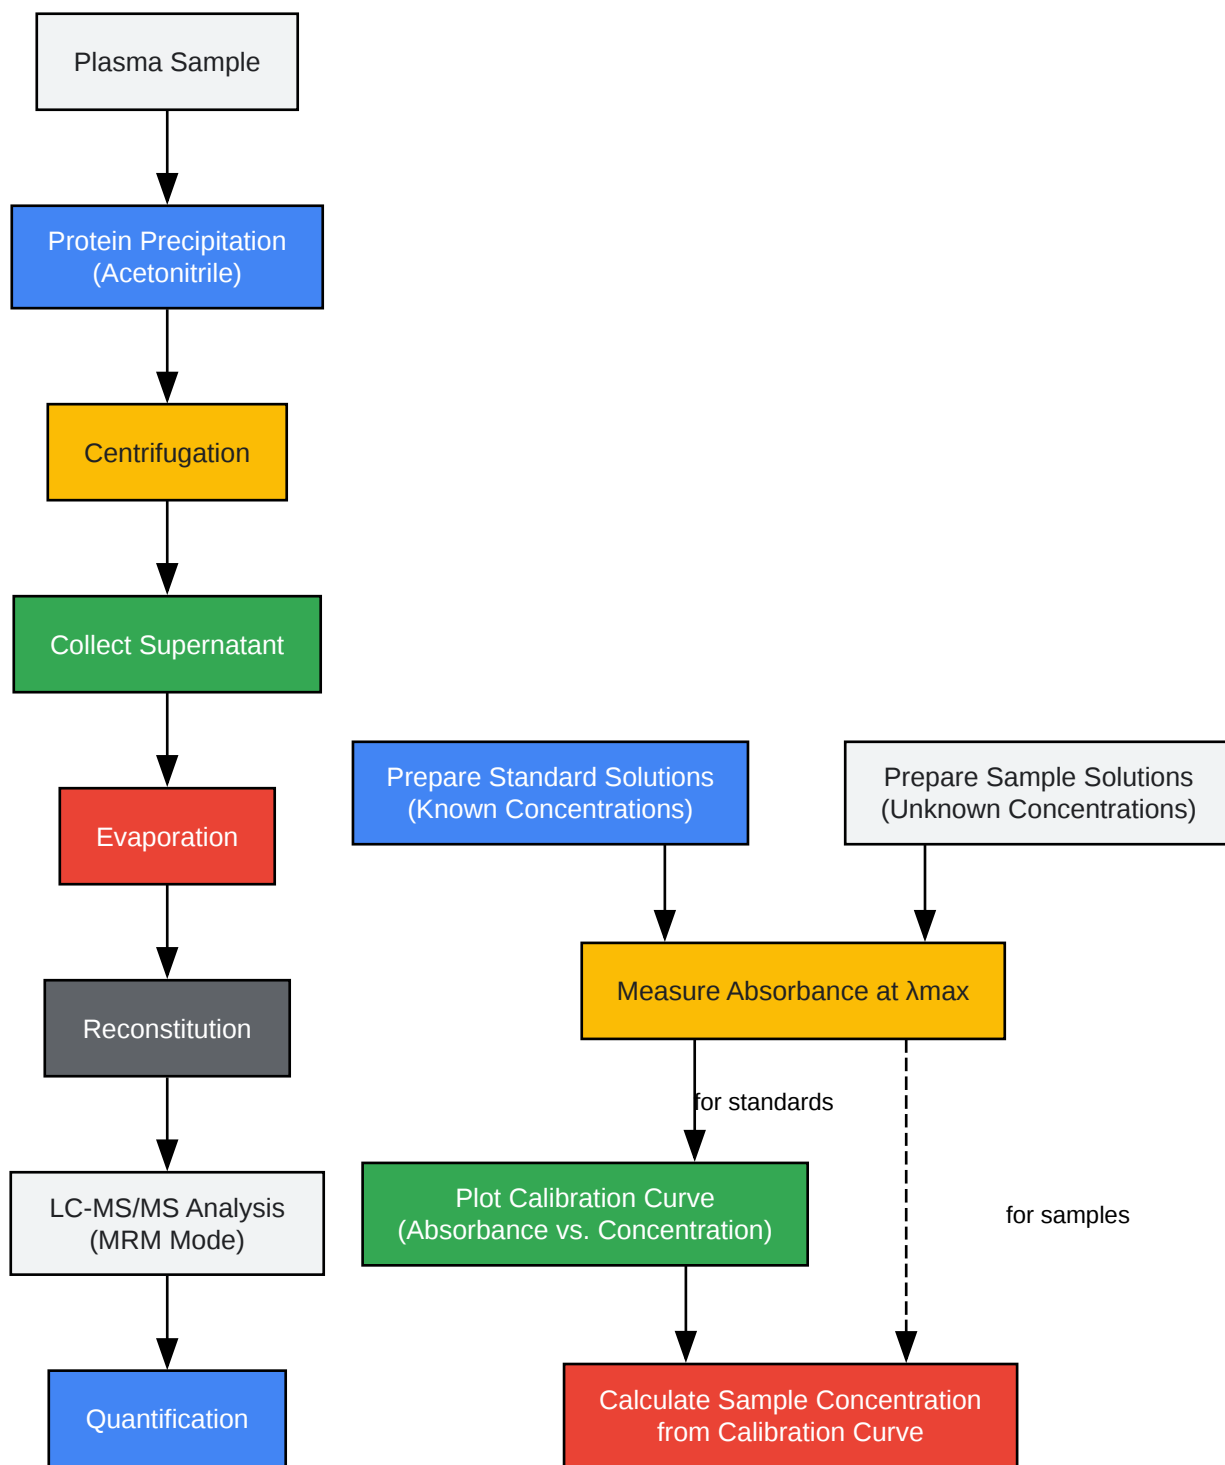 Plasma Sample
Protein Precipitation
(Acetonitrile)
Centrifugation
Collect Supernatant
Evaporation
Reconstitution
LC-MS/MS Analysis
(MRM Mode)
Quantification
Prepare Standard Solutions
(Known Concentrations)
Prepare Sample Solutions
(Unknown Concentrations)
Measure Absorbance at λmax
for standards
Plot Calibration Curve
(Absorbance vs. Concentration)
for samples
Calculate Sample Concentration
from Calibration Curve